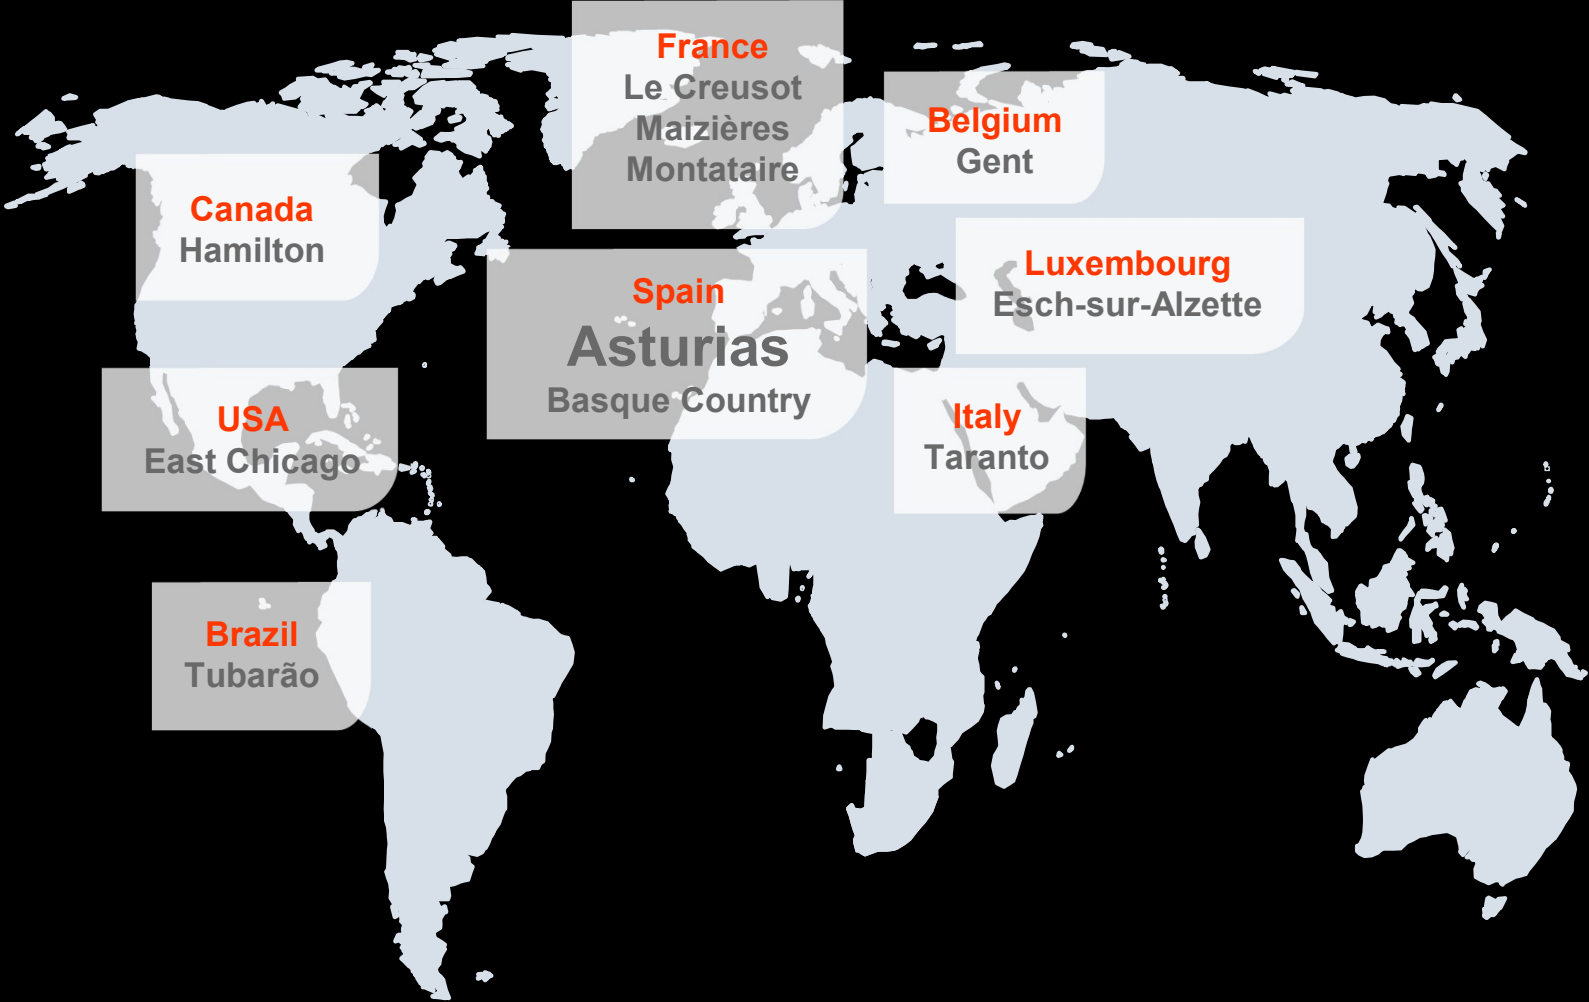 France
Le Creusot
Maizières
Montataire
Belgium
Gent
Canada
Hamilton
Luxembourg
Esch-sur-Alzette
Spain
Asturias
Basque Country
USA
East Chicago
Italy
Taranto
Brazil
Tubarão